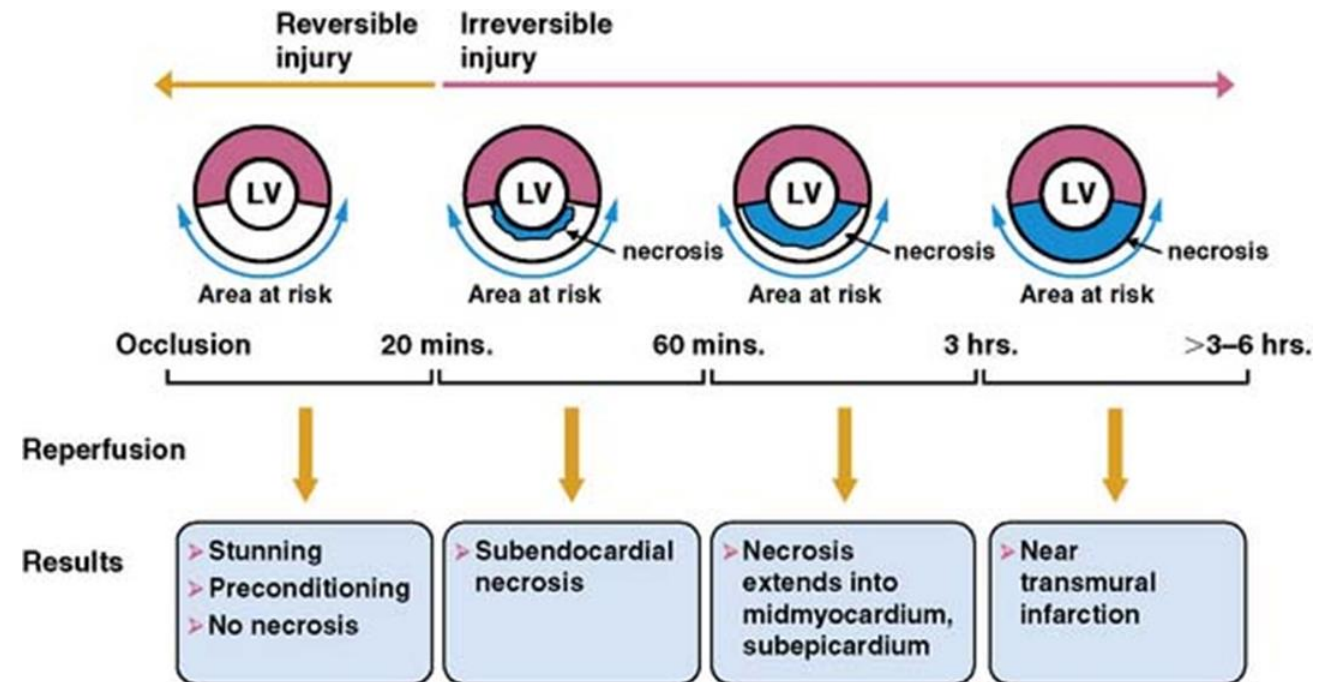 Reversible
injury
Irreversible
injury
LV
LV
LV
LV
necrosis
necrosis
necrosis
Area at risk
Area at risk
Area at risk
Area at risk
Occlusion
20 mins.
60 mins.
3 hrs.
>3–6 hrs.
Reperfusion
Results
➢ Stunning
➢ Preconditioning
➢ No necrosis
➢ Subendocardial
necrosis
➢ Necrosis
extends into
midmyocardium,
subepicardium
➢ Near
transmural
infarction